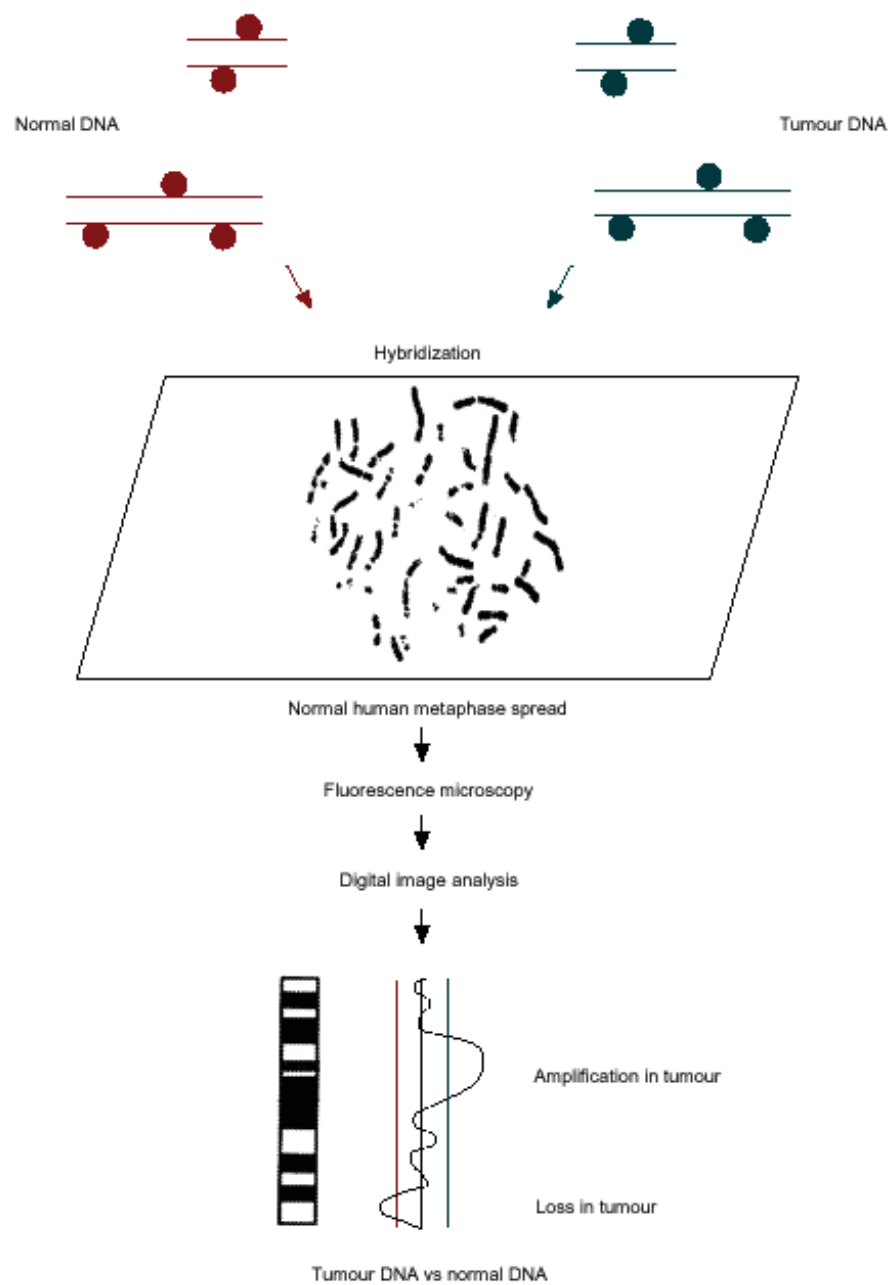 Normal DNA
Tumour DNA
Hybridization
Normal human metaphase spread
Fluorescence microscopy
Digital image analysis
Amplification in tumour
Loss in tumour
Tumour DNA vs normal DNA